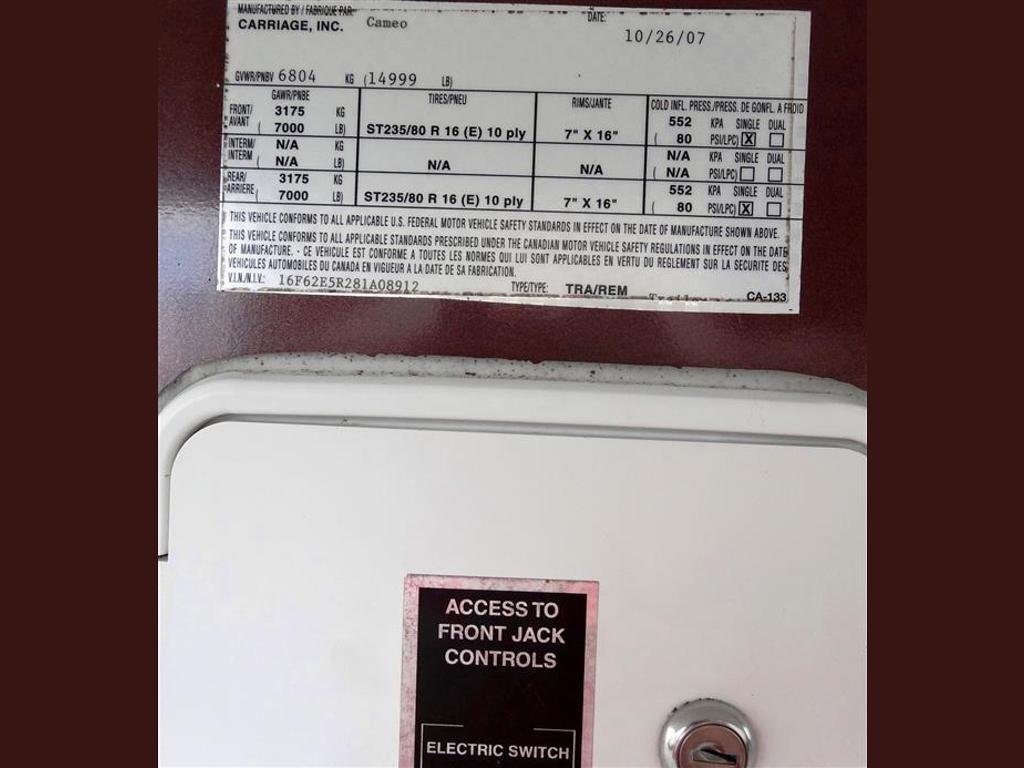 MANUFACTURED BY / FABRIQUE PAR:
CARRIAGE, INC. Cameo DATE: 10/26/07
GVWR/PNBV 6804 KG (14999 LB)
GAWR/PNBE TIRES/PNEU RIMS/JANTE COLD INFL. PRESS./PRESS. DE GONFL. A FROID
FRONT/ 3175 KG 552 KPA SINGLE DUAL
AVANT ( 7000 LB) ST235/80 R 16 (E) 10 ply 7" X 16" ( 80 PSI/LPC) X
INTERM/ N/A KG N/A KPA SINGLE DUAL
INTERM ( N/A LB) N/A N/A ( N/A PSI/LPC)
REAR/ 3175 KG 552 KPA SINGLE DUAL
ARRIERE ( 7000 LB) ST235/80 R 16 (E) 10 ply 7" X 16" ( 80 PSI/LPC) X
THIS VEHICLE CONFORMS TO ALL APPLICABLE U.S. FEDERAL MOTOR VEHICLE SAFETY STANDARDS IN EFFECT ON THE DATE OF MANUFACTURE SHOWN ABOVE.
THIS VEHICLE CONFORMS TO ALL APPLICABLE STANDARDS PRESCRIBED UNDER THE CANADIAN MOTOR VEHICLE SAFETY REGULATIONS IN EFFECT ON THE DATE
OF MANUFACTURE. - CE VEHICULE EST CONFORME A TOUTES LES NORMES QUI LUI SONT APPLICABLES EN VERTU DU REGLEMENT SUR LA SECURITE DES
VEHICULES AUTOMOBILES DU CANADA EN VIGUEUR A LA DATE DE SA FABRICATION.
V.I.N./N.I.V.: 16F62E5R281A08912 TYPE/TYPE: TRA/REM CA-133
ACCESS TO
FRONT JACK
CONTROLS
ELECTRIC SWITCH